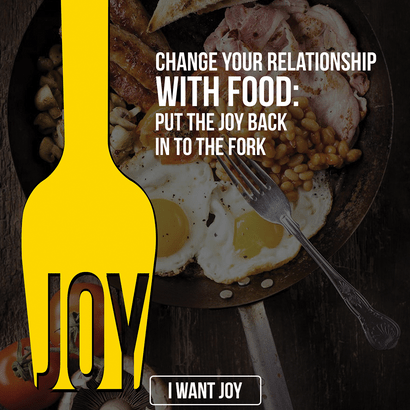 CHANGE YOUR RELATIONSHIP
WITH FOOD:
PUT THE JOY BACK
IN TO THE FORK
JOY
I WANT JOY